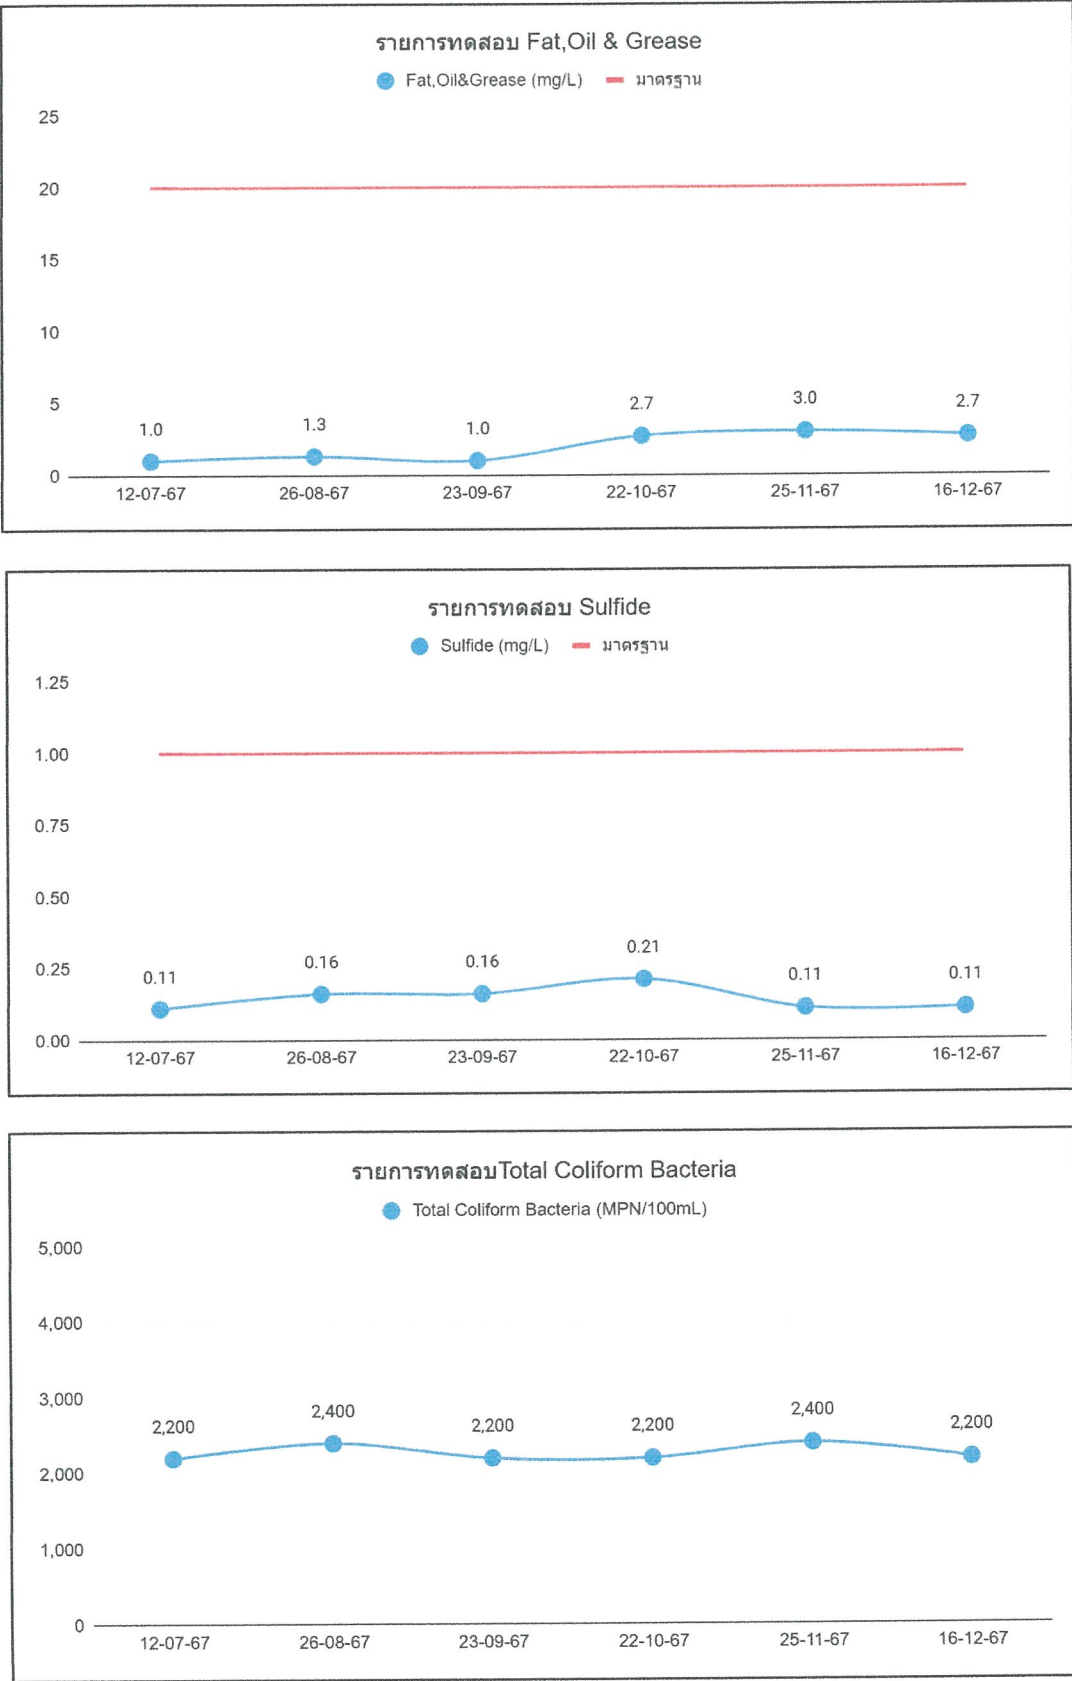 รายการทดสอบ Fat,Oil & Grease
Fat,Oil&Grease (mg/L) มาตรฐาน
25
20
15
10
5
0
1.0 1.3 1.0 2.7 3.0 2.7
12-07-67 26-08-67 23-09-67 22-10-67 25-11-67 16-12-67
รายการทดสอบ Sulfide
Sulfide (mg/L) มาตรฐาน
1.25
1.00
0.75
0.50
0.25
0.00
0.11 0.16 0.16 0.21 0.11 0.11
12-07-67 26-08-67 23-09-67 22-10-67 25-11-67 16-12-67
รายการทดสอบTotal Coliform Bacteria
Total Coliform Bacteria (MPN/100mL)
5,000
4,000
3,000
2,000
1,000
0
2,200 2,400 2,200 2,200 2,400 2,200
12-07-67 26-08-67 23-09-67 22-10-67 25-11-67 16-12-67